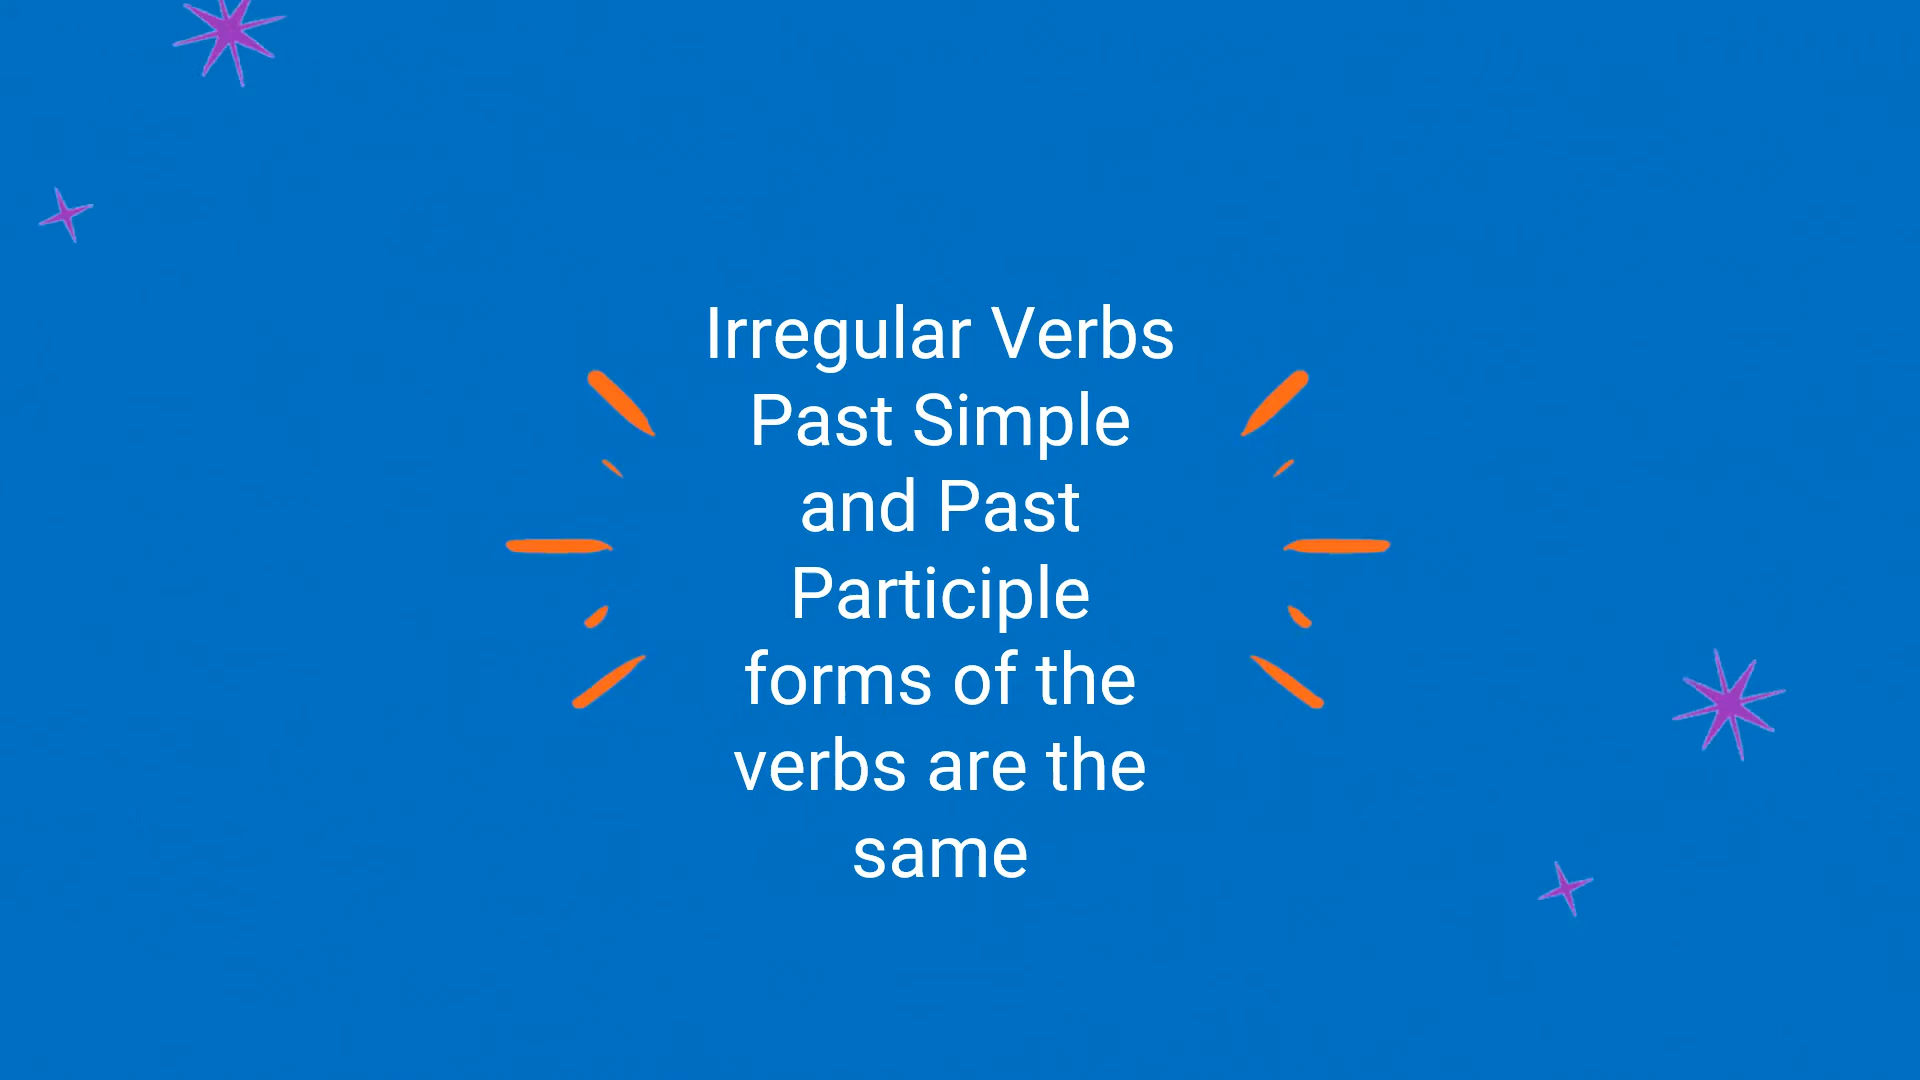 Irregular Verbs
Past Simple
and Past
Participle
forms of the
verbs are the
same